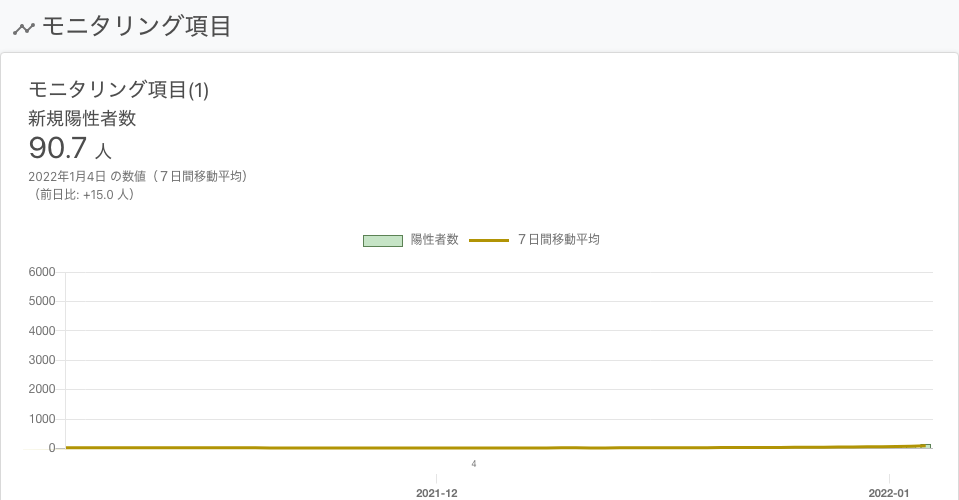 モニタリング項目
モニタリング項目(1)
新規陽性者数
90.7 人
2022年1月4日 の数値（７日間移動平均）
（前日比: +15.0 人）
陽性者数 ７日間移動平均
6000
5000
4000
3000
2000
1000
0
4
2021-12 2022-01